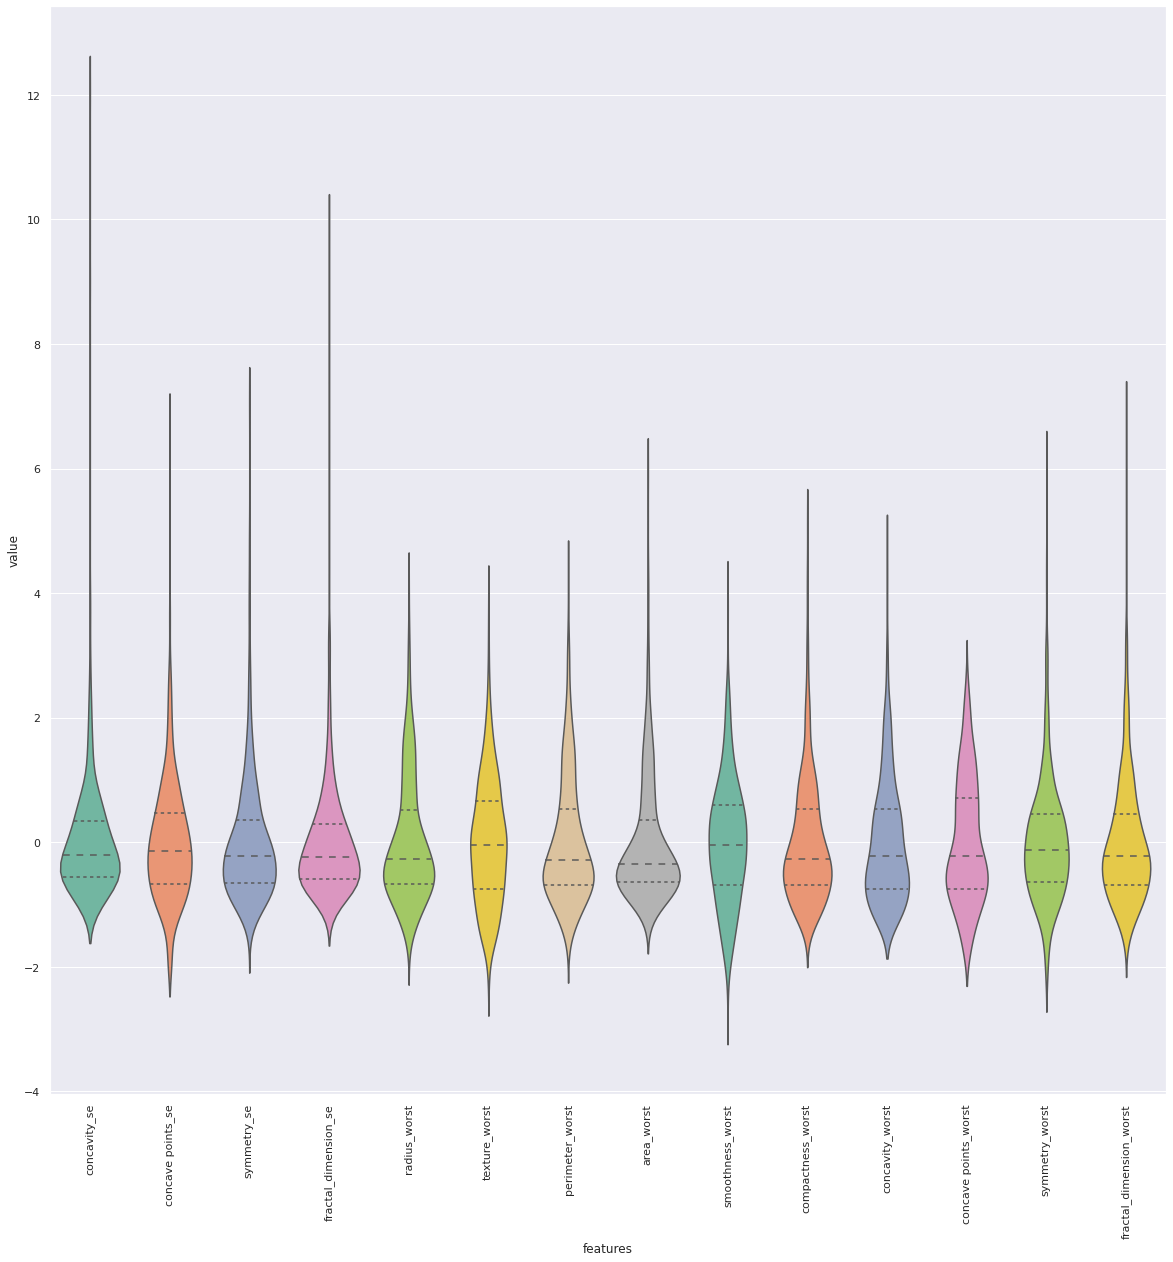 12
10
8
6
4
2
0
−2
−4
value
concavity_se
concave points_se
symmetry_se
fractal_dimension_se
radius_worst
texture_worst
perimeter_worst
area_worst
smoothness_worst
compactness_worst
concavity_worst
concave points_worst
symmetry_worst
fractal_dimension_worst
features